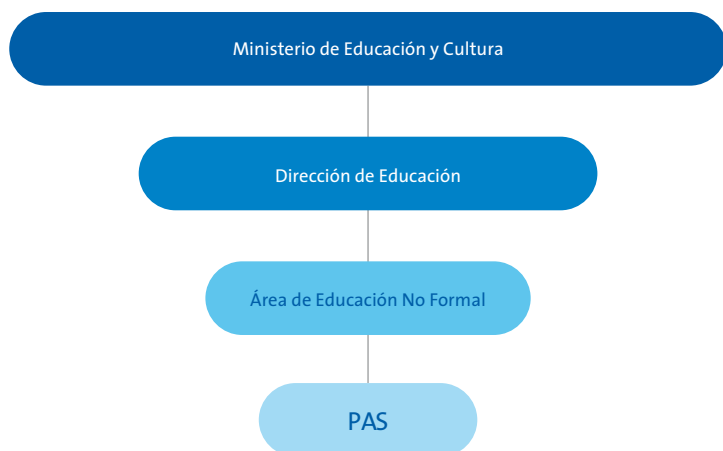 Ministerio de Educación y Cultura
Dirección de Educación
Área de Educación No Formal
PAS